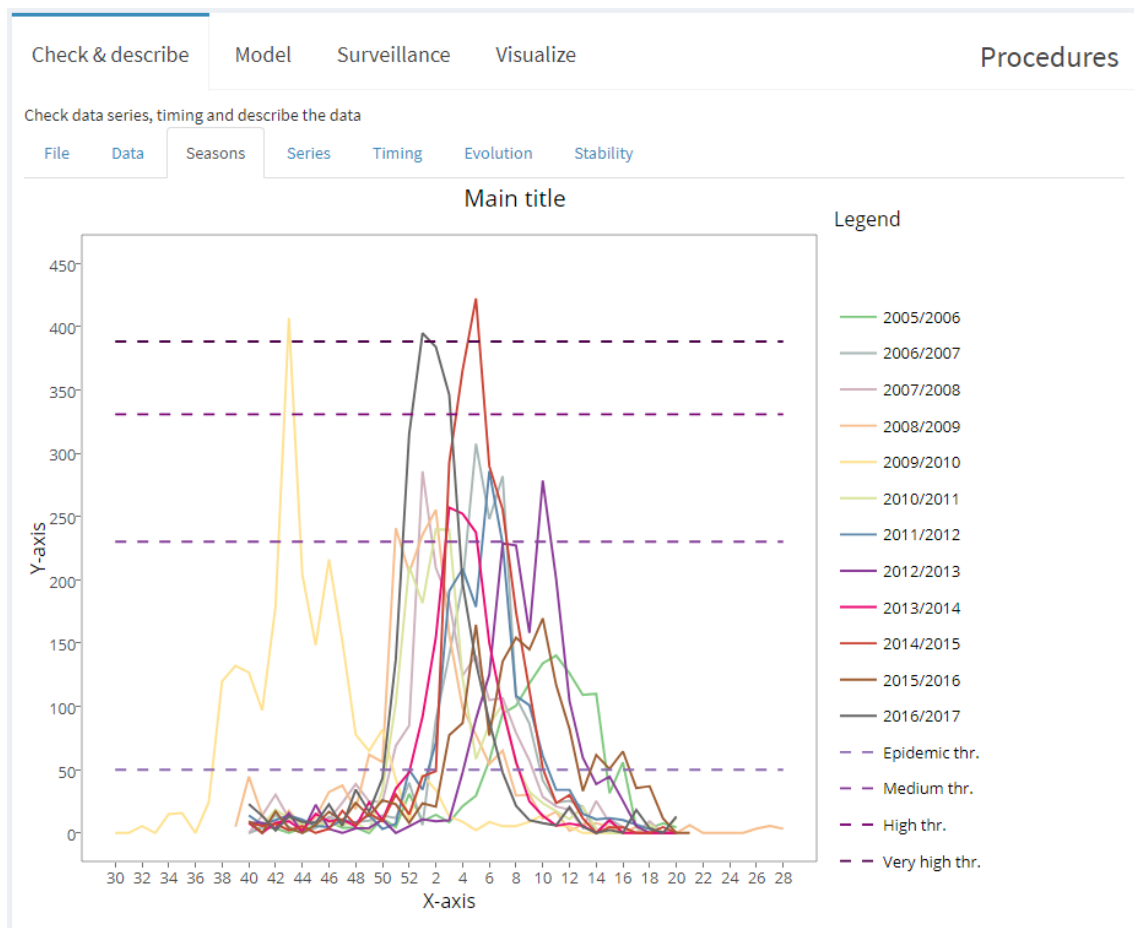 Check & describe Model Surveillance Visualize Procedures
Check data series, timing and describe the data
File Data Seasons Series Timing Evolution Stability
Main title
Legend
450
400
350
300
250
200
150
100
50
0
Y-axis
30 32 34 36 38 40 42 44 46 48 50 52 2 4 6 8 10 12 14 16 18 20 22 24 26 28
X-axis
2005/2006
2006/2007
2007/2008
2008/2009
2009/2010
2010/2011
2011/2012
2012/2013
2013/2014
2014/2015
2015/2016
2016/2017
Epidemic thr.
Medium thr.
High thr.
Very high thr.